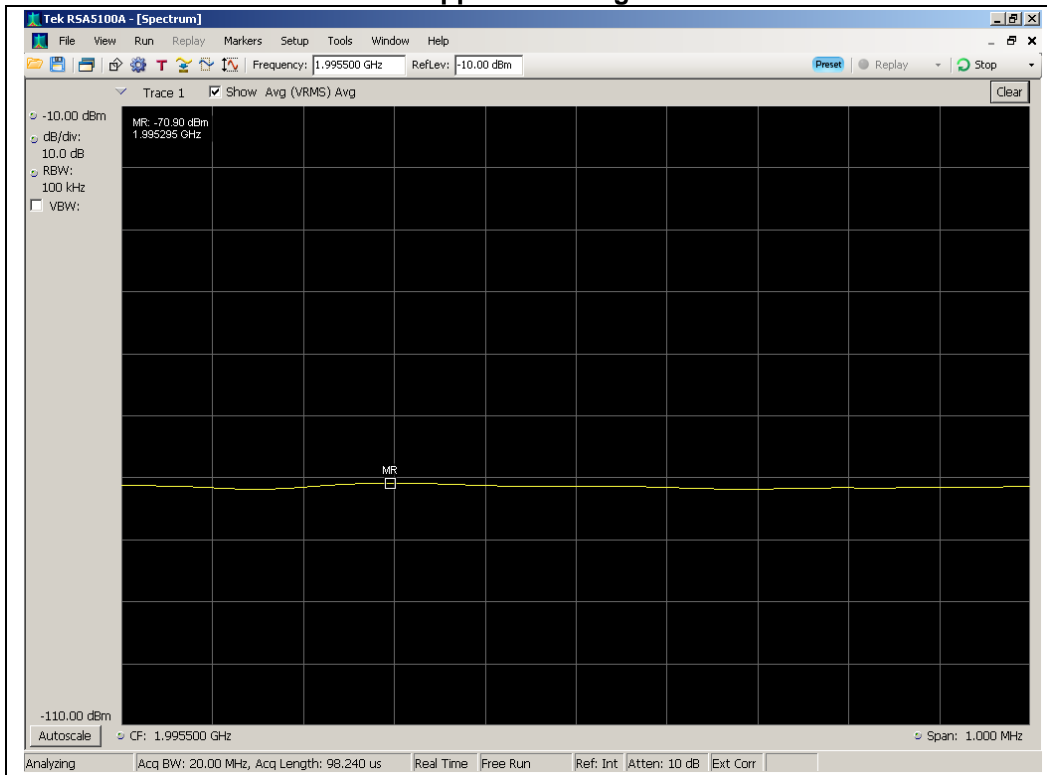 Tek RSA5100A - [Spectrum]
File View Run Replay Markers Setup Tools Window Help
T Frequency: 1.995500 GHz RefLev: -10.00 dBm Preset Replay Stop
Trace 1 Show Avg (VRMS) Avg Clear
-10.00 dBm
dB/div:
10.0 dB
RBW:
100 kHz
VBW:
MR: -70.90 dBm
1.995295 GHz
MR
-110.00 dBm
Autoscale CF: 1.995500 GHz Span: 1.000 MHz
Analyzing Acq BW: 20.00 MHz, Acq Length: 98.240 us Real Time Free Run Ref: Int Atten: 10 dB Ext Corr